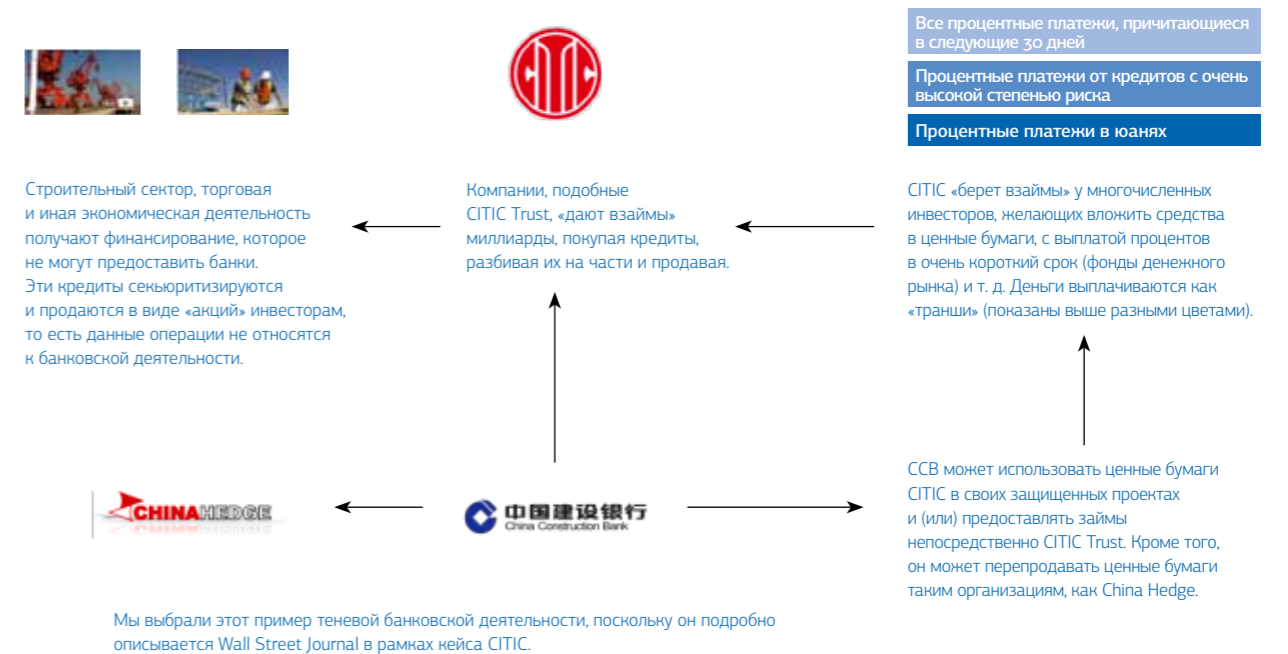 CITIC
Все процентные платежи, причитающиеся
в следующие 30 дней
Процентные платежи от кредитов с очень
высокой степенью риска
Процентные платежи в юанях
Строительный сектор, торговая
и иная экономическая деятельность
получают финансирование, которое
не могут предоставить банки.
Эти кредиты секьюритизируются
и продаются в виде «акций» инвесторам,
то есть данные операции не относятся
к банковской деятельности.
Компании, подобные
CITIC Trust, «дают взаймы»
миллиарды, покупая кредиты,
разбивая их на части и продавая.
CITIC «берет взаймы» у многочисленных
инвесторов, желающих вложить средства
в ценные бумаги, с выплатой процентов
в очень короткий срок (фонды денежного
рынка) и т. д. Деньги выплачиваются как
«транши» (показаны выше разными цветами).
CHINAHEDGE
中国建设银行
China Construction Bank
CCB может использовать ценные бумаги
CITIC в своих защищенных проектах
и (или) предоставлять займы
непосредственно CITIC Trust. Кроме того,
он может перепродавать ценные бумаги
таким организациям, как China Hedge.
Мы выбрали этот пример теневой банковской деятельности, поскольку он подробно
описывается Wall Street Journal в рамках кейса CITIC.